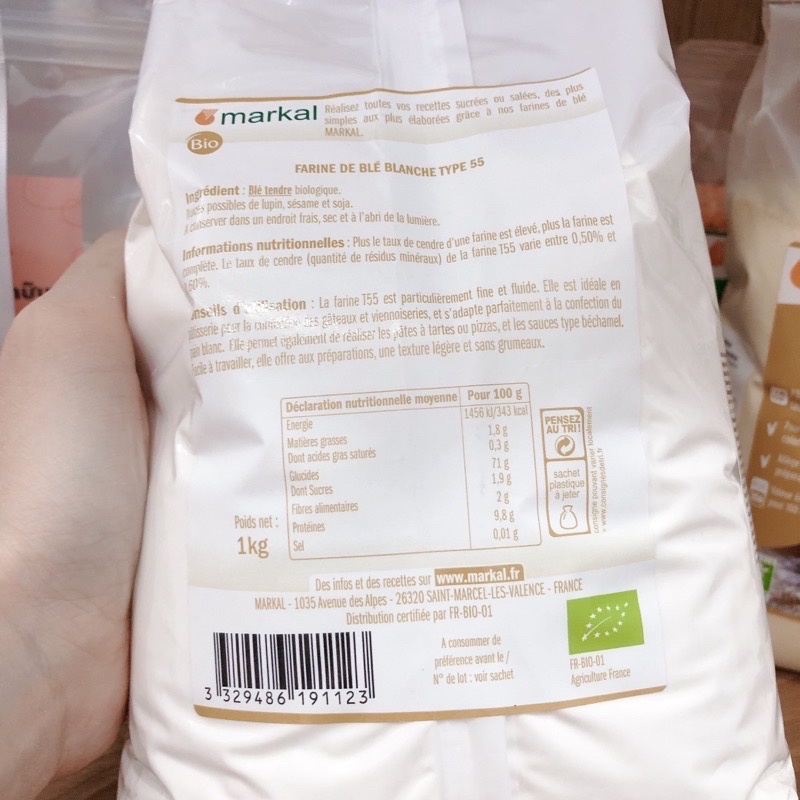 markal
Bio
Réalisez toutes vos recettes sucrées ou salées, des plus
simples aux plus élaborées grâce à nos farines de blé
MARKAL.
FARINE DE BLÉ BLANCHE TYPE 55
Ingrédient : Blé tendre biologique.
possibles de lupin, sésame et soja.
conserver dans un endroit frais, sec et à l'abri de la lumière.
Informations nutritionnelles : Plus le taux de cendre d'une farine est élevé, plus la farine est
complète. Le taux de cendre (quantité de résidus minéraux) de la farine T55 varie entre 0,50% et
: La farine T55 est particulièrement fine et fluide. Elle est idéale en
pour la des gâteaux et viennoiseries, et s'adapte parfaitement à la confection du
pain blanc. Elle permet également de réaliser les pâtes à tartes ou pizzas, et les sauces type béchamel.
à travailler, elle offre aux préparations, une texture légère et sans grumeaux.
Déclaration nutritionnelle moyenne Pour 100 g
Energie 1456 kJ/343 kcal
Matières grasses 1,8 g
Dont acides gras saturés 0,3 g
Glucides 71 g
Dont Sucres 1,9 g
Fibres alimentaires 2 g
Protéines 9,8 g
Sel 0,01 g
Poids net :
1kg
PENSEZ
AU TRI !
sachet
plastique
à jeter
consigne pouvant varier localement
> www.consignesdetri.fr
Des infos et des recettes sur www.markal.fr
MARKAL - 1035 Avenue des Alpes - 26320 SAINT-MARCEL-LES-VALENCE - FRANCE
Distribution certifiée par FR-BIO-01
A consommer de
préférence avant le /
N° de lot : voir sachet
FR-BIO-01
Agriculture France
3 329486 191123